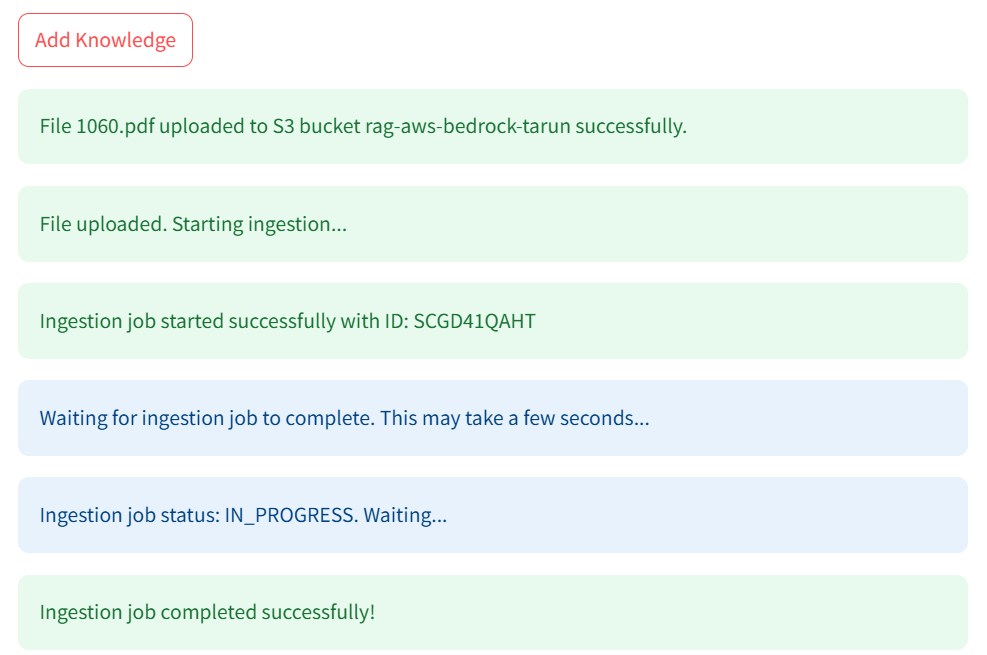 Add Knowledge
File 1060.pdf uploaded to S3 bucket rag-aws-bedrock-tarun successfully.
File uploaded. Starting ingestion...
Ingestion job started successfully with ID: SCGD41QAHT
Waiting for ingestion job to complete. This may take a few seconds...
Ingestion job status: IN_PROGRESS. Waiting...
Ingestion job completed successfully!